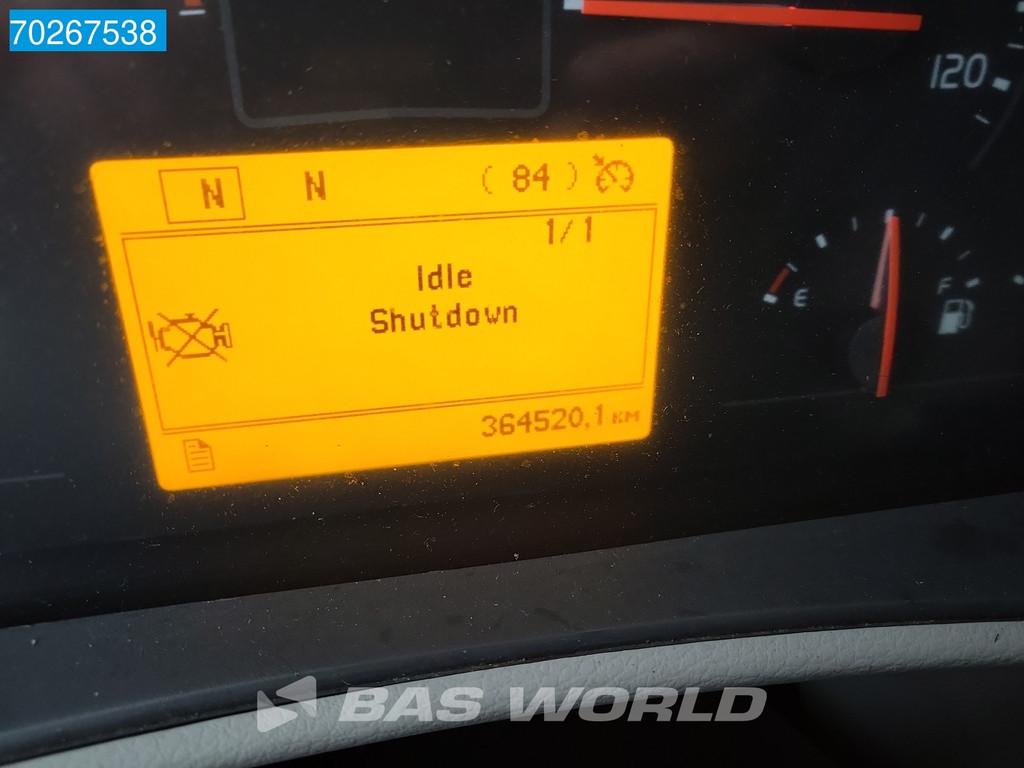 70267538
120
N N ( 84 )
1/1
Idle
Shutdown
E F
364520,1 KM
BAS WORLD